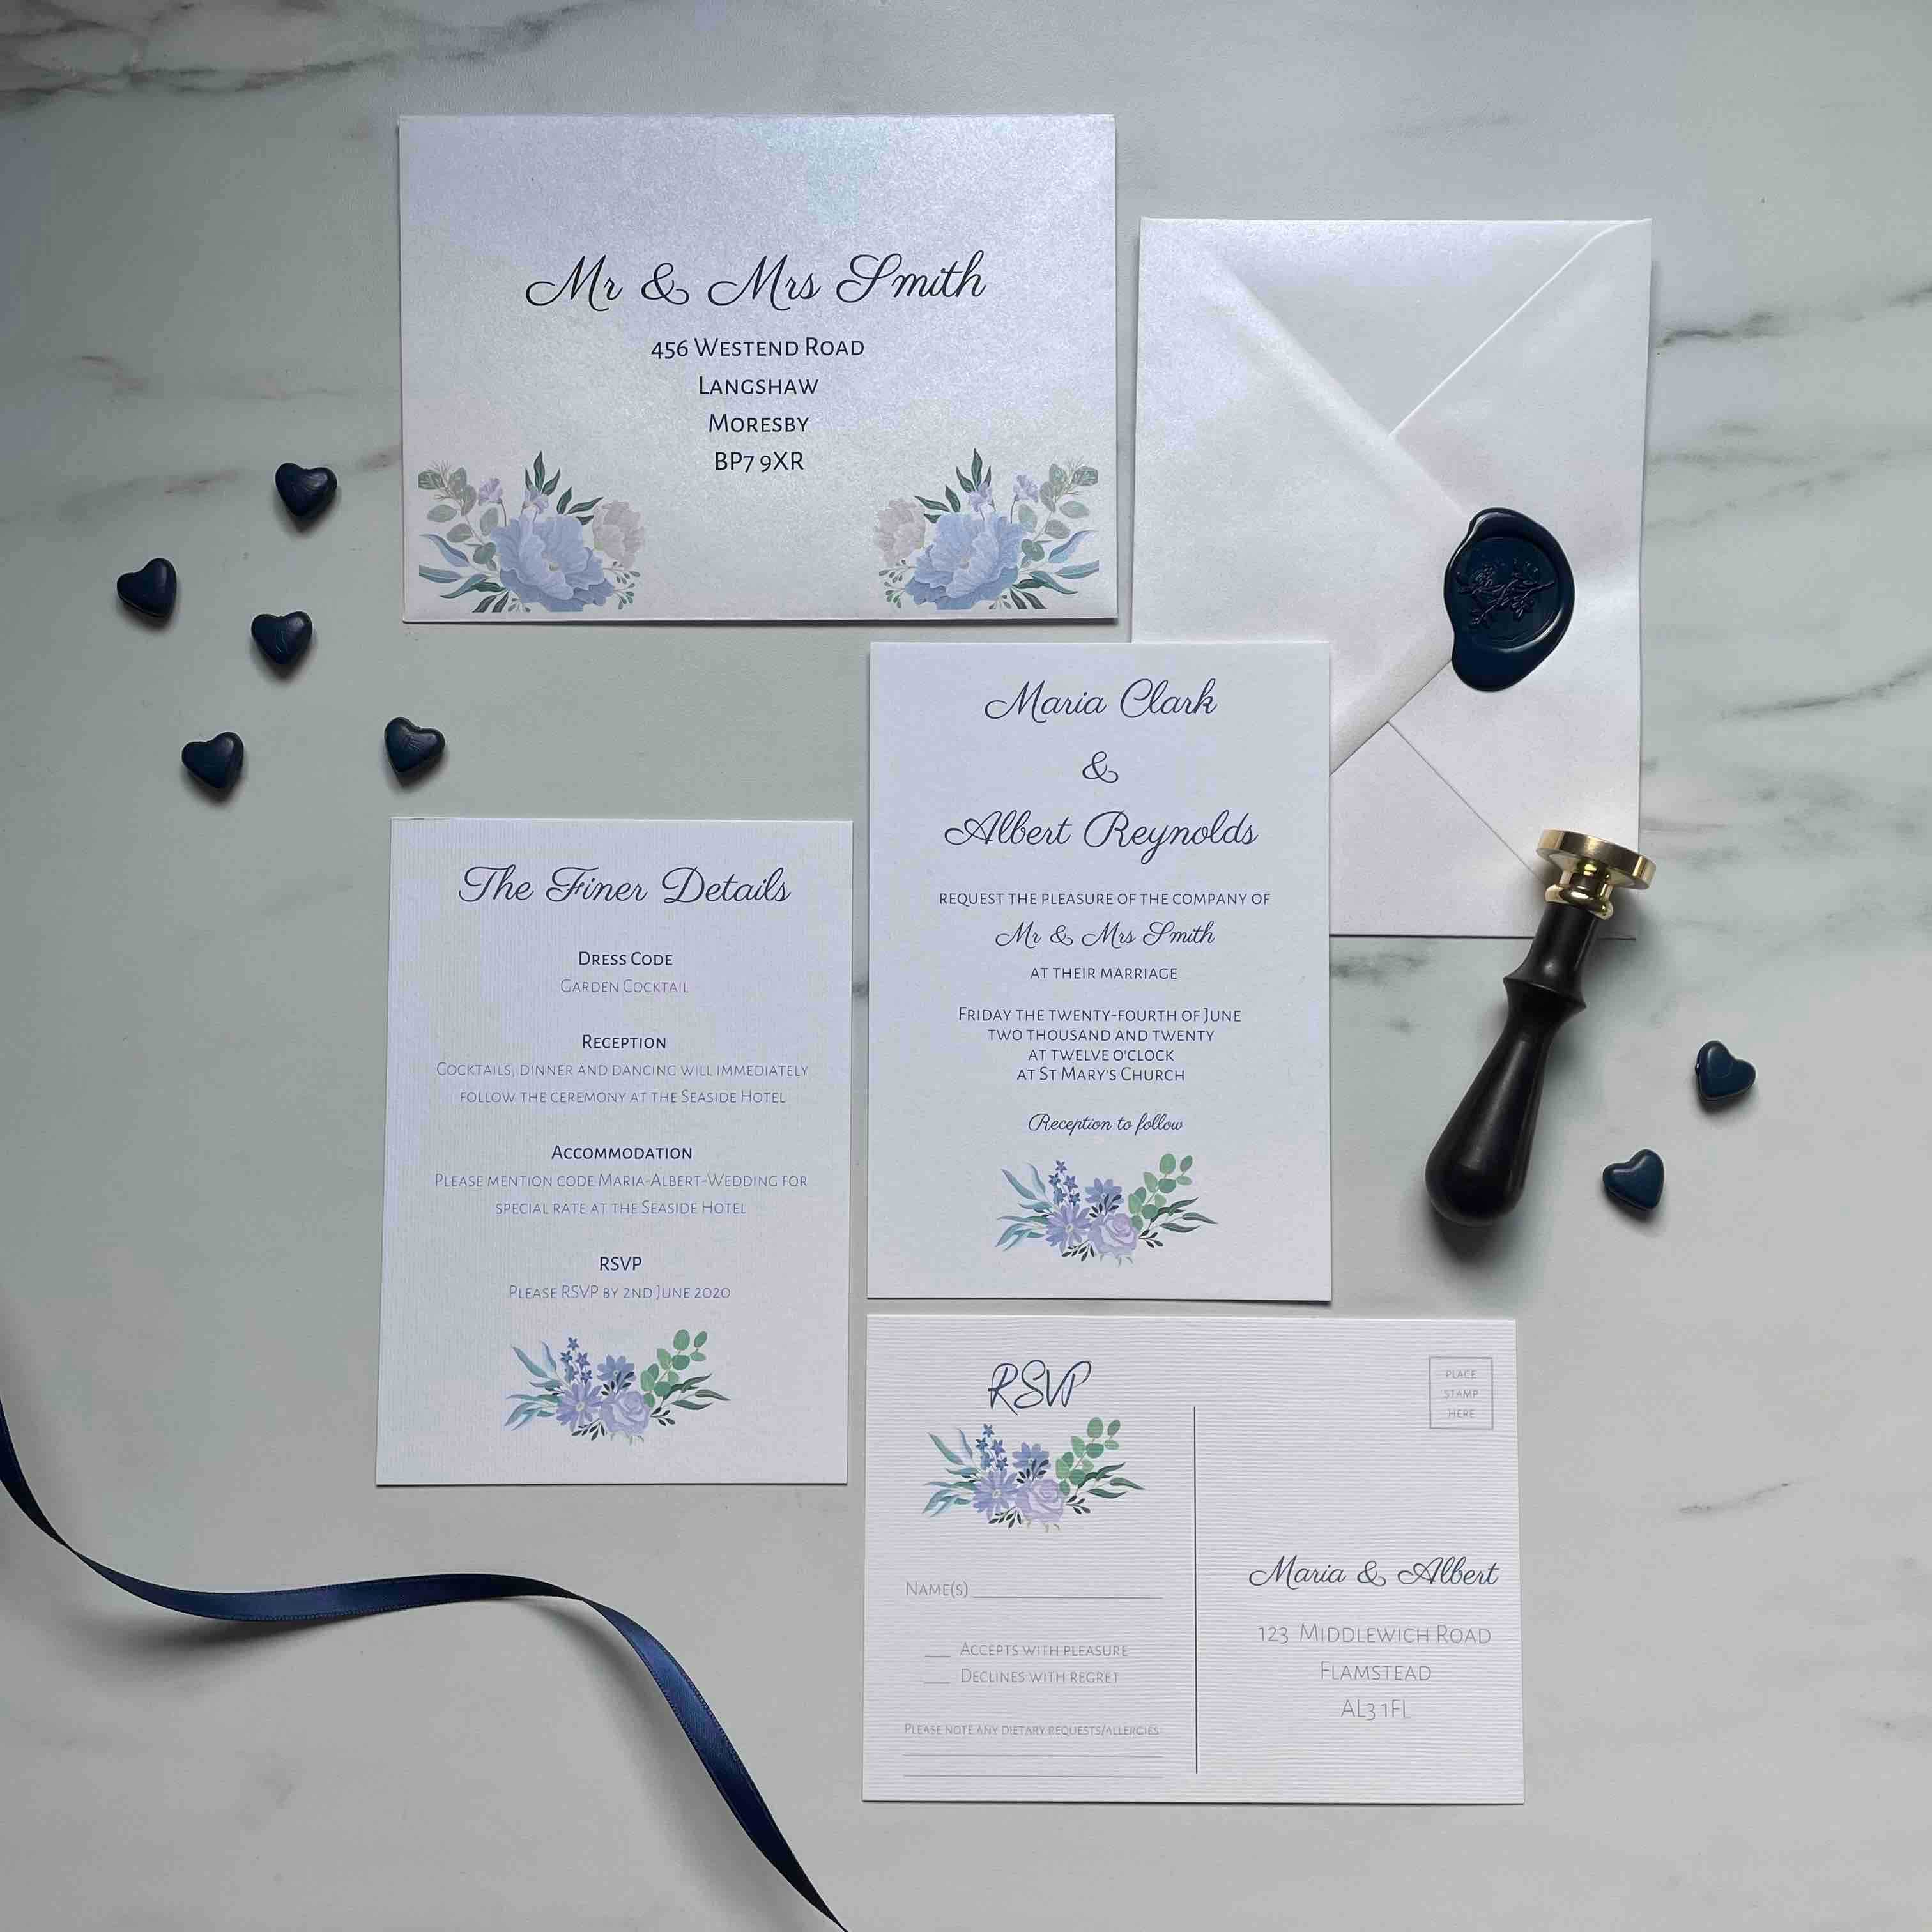 Mr & Mrs Smith
456 Westend Road
Langshaw
Moresby
BP7 9XR
Maria Clark
&
Albert Reynolds
request the pleasure of the company of
Mr & Mrs Smith
at their marriage
Friday the twenty-fourth of June
two thousand and twenty
at twelve o'clock
at St Mary's Church
Reception to follow
The Finer Details
Dress Code
Garden Cocktail
Reception
Cocktails, dinner and dancing will immediately
follow the ceremony at the Seaside Hotel
Accommodation
Please mention code Maria-Albert-Wedding for
special rate at the Seaside Hotel
RSVP
Please RSVP by 2nd June 2020
RSVP
Name(s)
Accepts with pleasure
Declines with regret
Please note any dietary requests/allergies
PLACE
STAMP
HERE
Maria & Albert
123 Middlewich Road
Flamstead
AL3 1FL